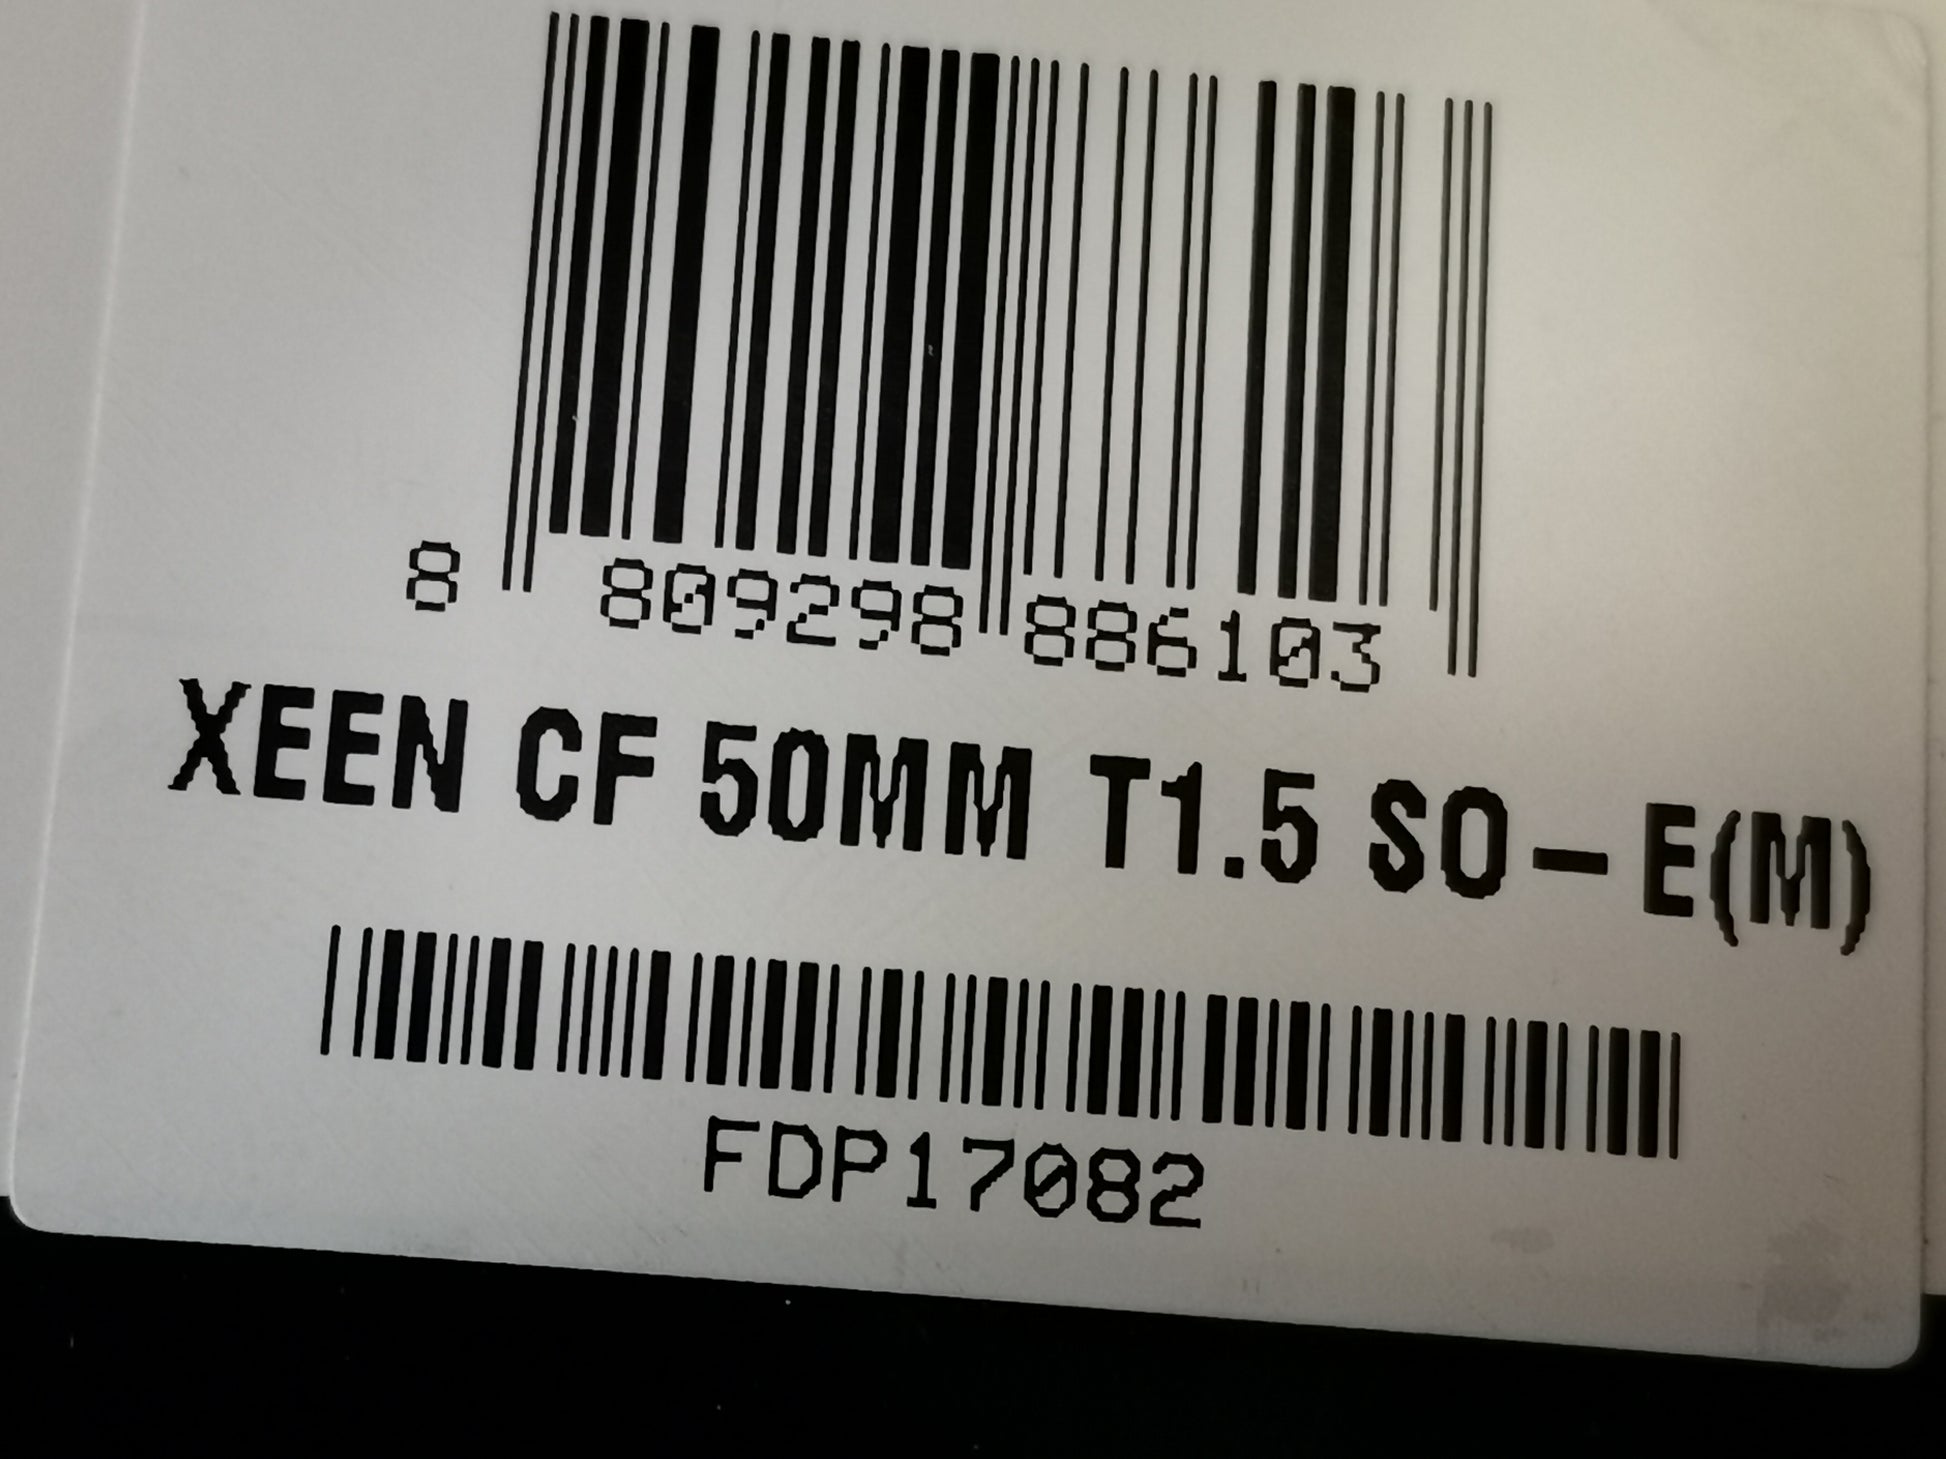 8 809298 886103
XEEN CF 50MM T1.5 SO-E(M)
FDP17082